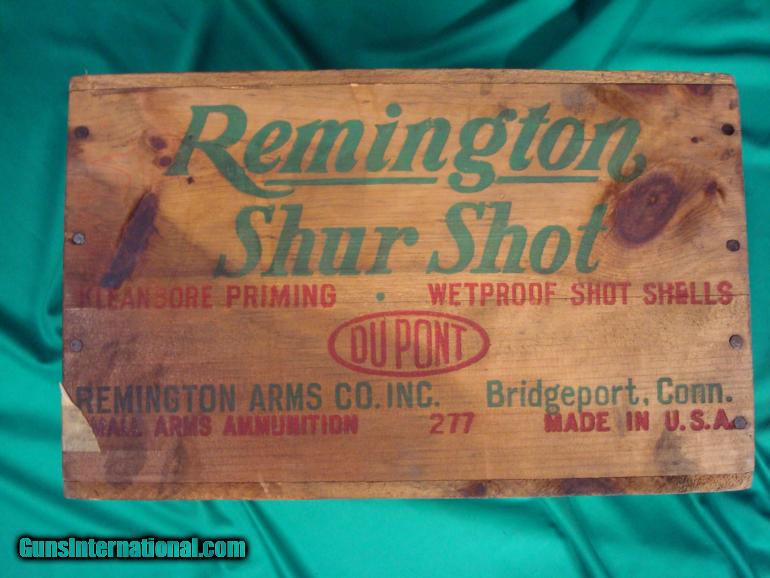 Remington
Shur Shot
KLEANBORE PRIMING · WETPROOF SHOT SHELLS
DU PONT
REMINGTON ARMS CO. INC. Bridgeport, Conn.
SMALL ARMS AMMUNITION 277 MADE IN U.S.A.
GunsInternational.com